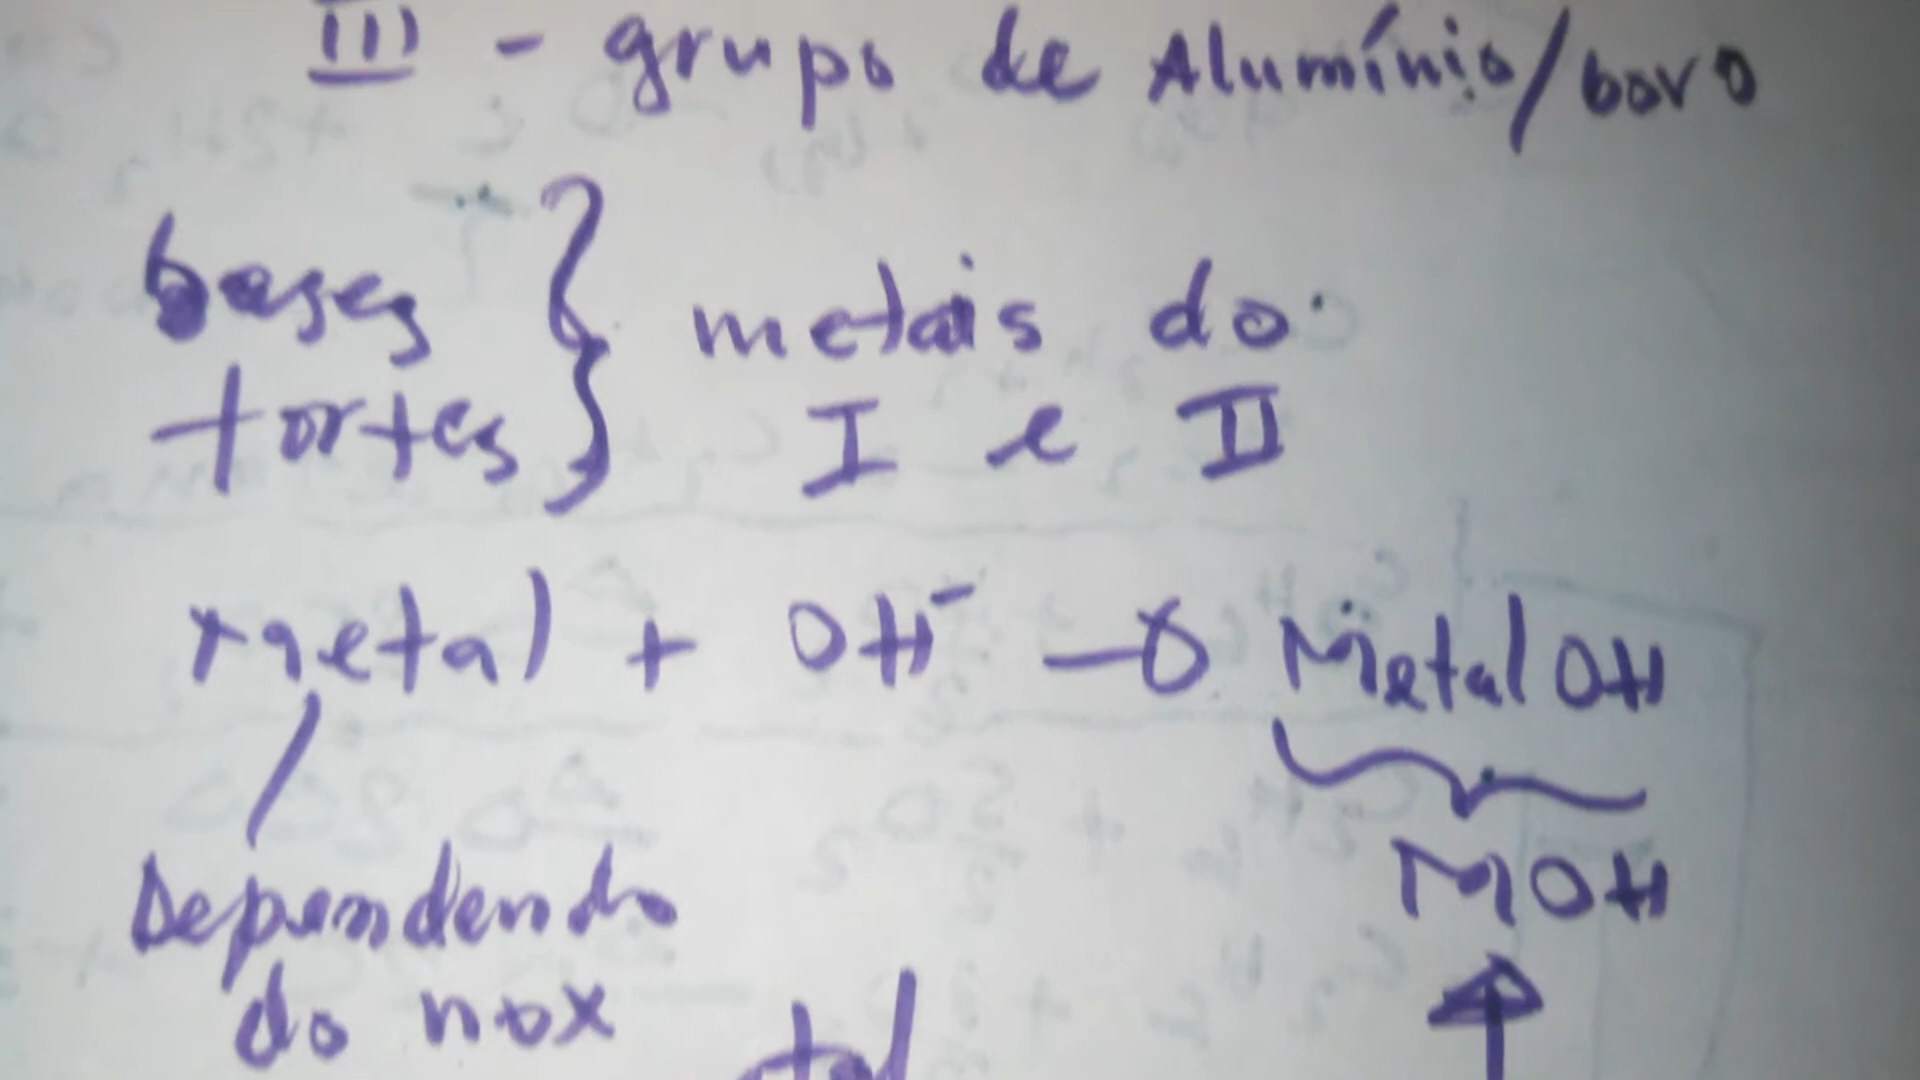 III - grupo de Alumínio/boro
bases } metais do
fortes I e II
metal + OH⁻ → Metal OH
MOH
Dependendo
do nox